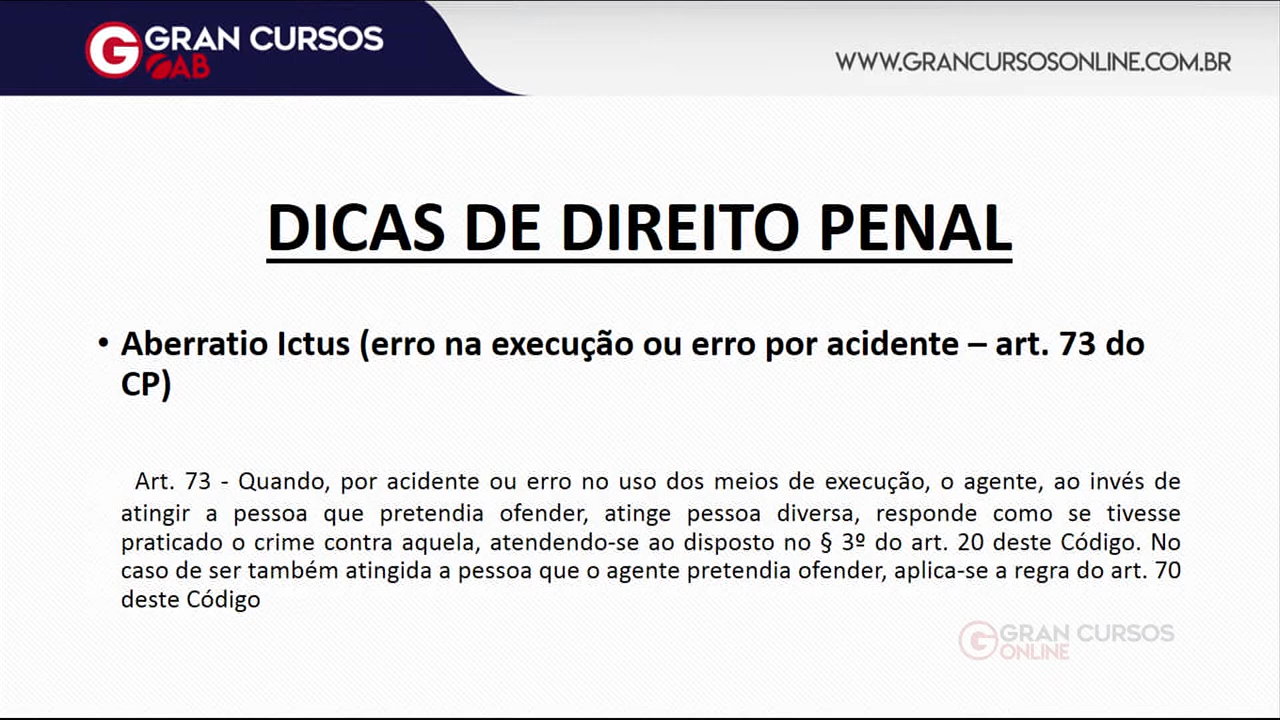 GRAN CURSOS
OAB
WWW.GRANCURSOSONLINE.COM.BR
DICAS DE DIREITO PENAL
• Aberratio Ictus (erro na execução ou erro por acidente – art. 73 do
CP)
Art. 73 - Quando, por acidente ou erro no uso dos meios de execução, o agente, ao invés de
atingir a pessoa que pretendia ofender, atinge pessoa diversa, responde como se tivesse
praticado o crime contra aquela, atendendo-se ao disposto no § 3º do art. 20 deste Código. No
caso de ser também atingida a pessoa que o agente pretendia ofender, aplica-se a regra do art. 70
deste Código
GRAN CURSOS
ONLINE